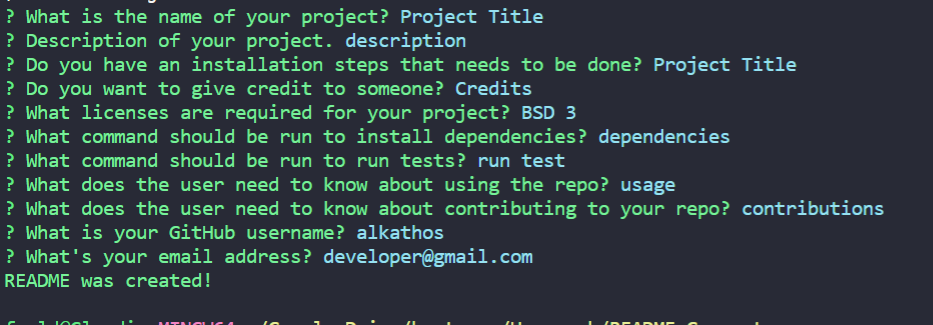 ? What is the name of your project? Project Title
? Description of your project. description
? Do you have an installation steps that needs to be done? Project Title
? Do you want to give credit to someone? Credits
? What licenses are required for your project? BSD 3
? What command should be run to install dependencies? dependencies
? What command should be run to run tests? run test
? What does the user need to know about using the repo? usage
? What does the user need to know about contributing to your repo? contributions
? What is your GitHub username? alkathos
? What's your email address? developer@gmail.com
README was created!